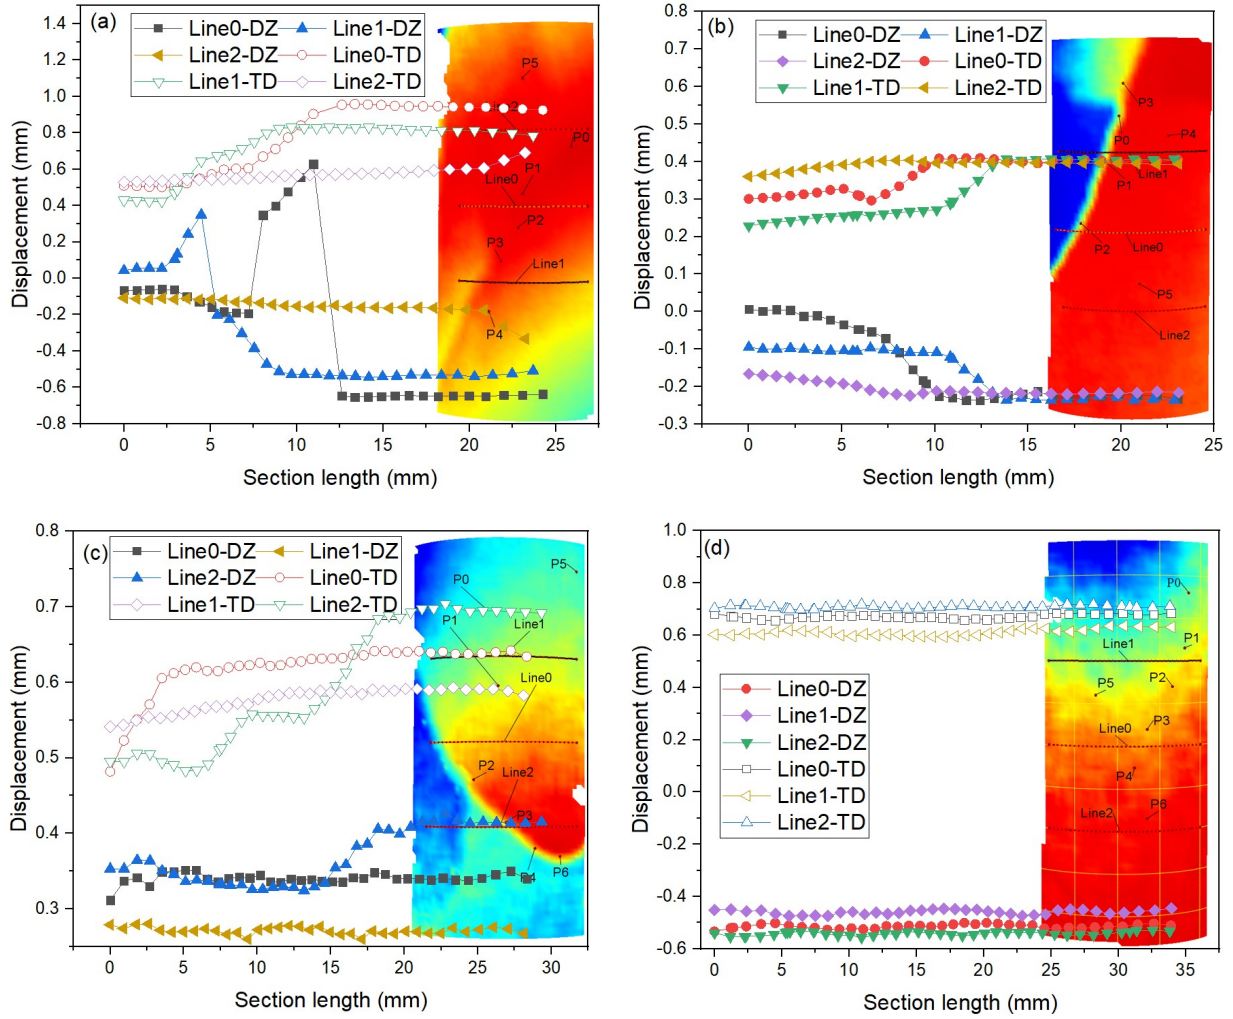 (a)
Line0-DZ Line1-DZ
Line2-DZ Line0-TD
Line1-TD Line2-TD
1.4
1.2
1.0
0.8
0.6
0.4
0.2
0.0
-0.2
-0.4
-0.6
-0.8
Displacement (mm)
0 5 10 15 20 25
Section length (mm)
P5
P0
P1
Line0
P2
P3
Line1
P4
(b)
Line0-DZ Line1-DZ
Line2-DZ Line0-TD
Line1-TD Line2-TD
0.8
0.7
0.6
0.5
0.4
0.3
0.2
0.1
0.0
-0.1
-0.2
-0.3
Displacement (mm)
0 5 10 15 20 25
Section length (mm)
P3
P4
P0
Line1
P1
P2
Line0
P5
Line2
(c)
Line0-DZ Line1-DZ
Line2-DZ Line0-TD
Line1-TD Line2-TD
0.8
0.7
0.6
0.5
0.4
0.3
Displacement (mm)
0 5 10 15 20 25 30
Section length (mm)
P5
P0
P1
Line1
Line0
P2
Line2
P3
P4
P6
(d)
Line0-DZ
Line1-DZ
Line2-DZ
Line0-TD
Line1-TD
Line2-TD
1.0
0.8
0.6
0.4
0.2
0.0
-0.2
-0.4
-0.6
Displacement (mm)
0 5 10 15 20 25 30 35
Section length (mm)
P0
P1
Line1
P2
P5
P3
Line0
P4
P6
Line2